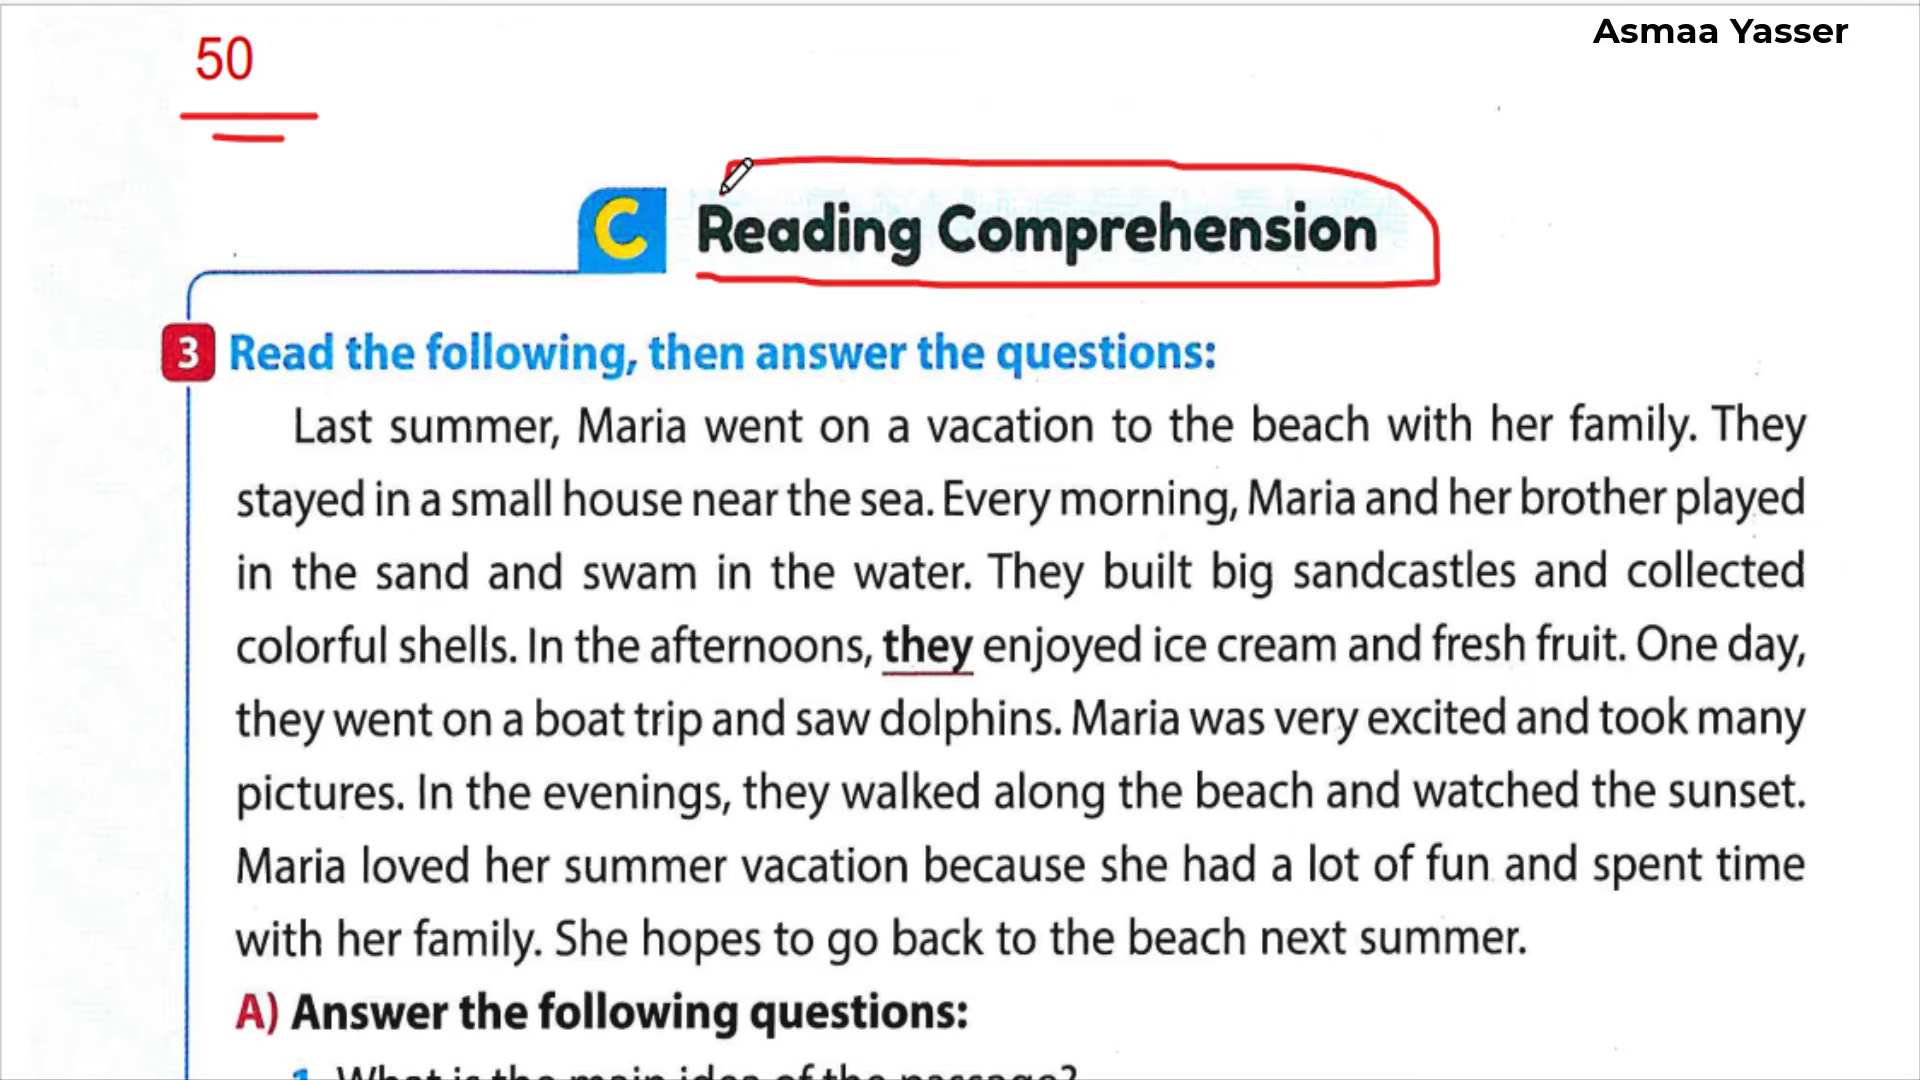 Asmaa Yasser
50
C Reading Comprehension
3 Read the following, then answer the questions:
Last summer, Maria went on a vacation to the beach with her family. They
stayed in a small house near the sea. Every morning, Maria and her brother played
in the sand and swam in the water. They built big sandcastles and collected
colorful shells. In the afternoons, they enjoyed ice cream and fresh fruit. One day,
they went on a boat trip and saw dolphins. Maria was very excited and took many
pictures. In the evenings, they walked along the beach and watched the sunset.
Maria loved her summer vacation because she had a lot of fun and spent time
with her family. She hopes to go back to the beach next summer.
A) Answer the following questions:
1. What is the main idea of the passage?